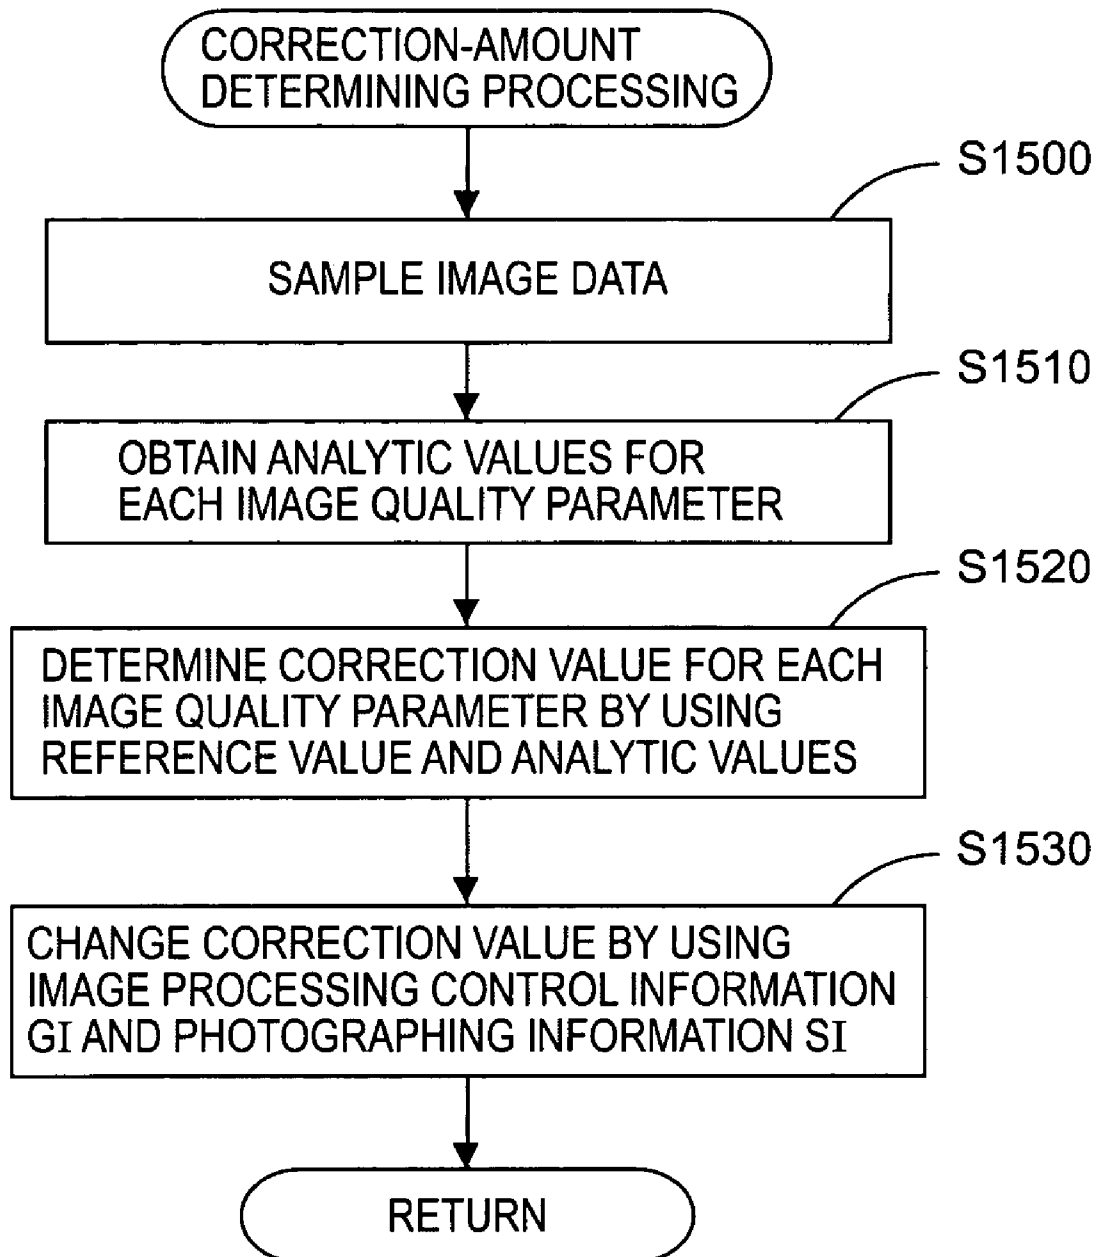 CORRECTION-AMOUNT
DETERMINING PROCESSING
S1500
SAMPLE IMAGE DATA
S1510
OBTAIN ANALYTIC VALUES FOR
EACH IMAGE QUALITY PARAMETER
S1520
DETERMINE CORRECTION VALUE FOR EACH
IMAGE QUALITY PARAMETER BY USING
REFERENCE VALUE AND ANALYTIC VALUES
S1530
CHANGE CORRECTION VALUE BY USING
IMAGE PROCESSING CONTROL INFORMATION
GI AND PHOTOGRAPHING INFORMATION SI
RETURN